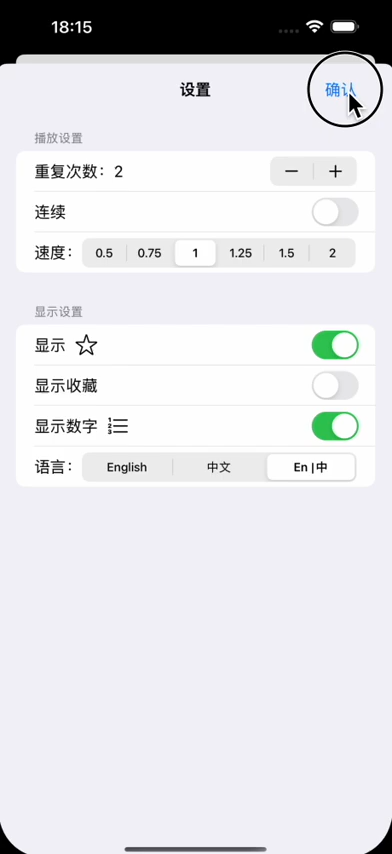 18:15
设置
确认
播放设置
重复次数：2
连续
速度：
0.5 0.75 1 1.25 1.5 2
显示设置
显示
显示收藏
显示数字
语言：
English 中文 En |中